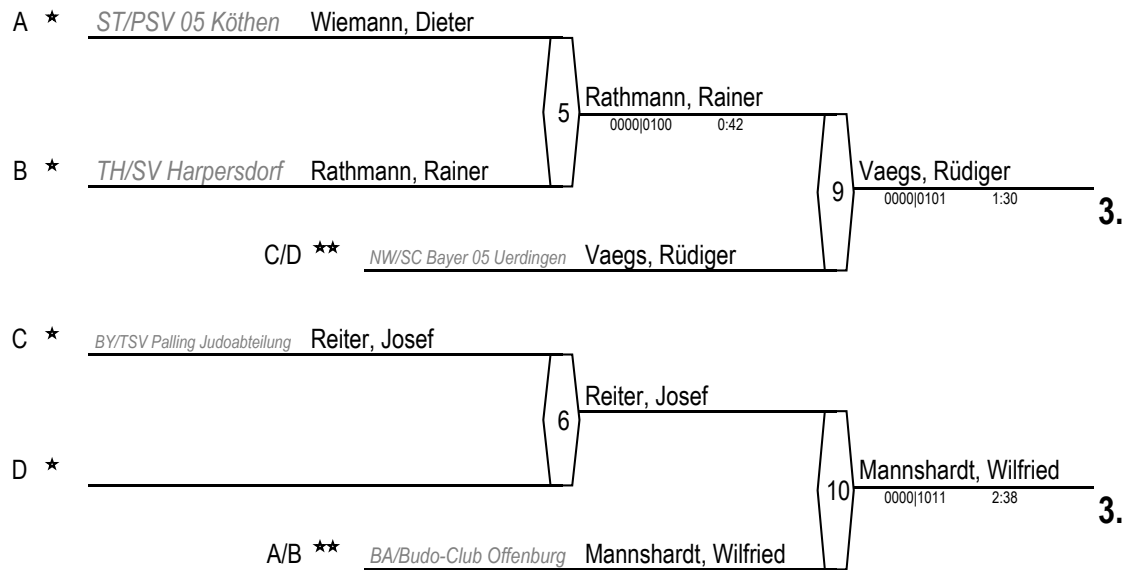 A ★ ST/PSV 05 Köthen Wiemann, Dieter
5 Rathmann, Rainer
0000|0100 0:42
B ★ TH/SV Harpersdorf Rathmann, Rainer
9 Vaegs, Rüdiger
0000|0101 1:30
3.
C/D ★★ NW/SC Bayer 05 Uerdingen Vaegs, Rüdiger
C ★ BY/TSV Palling Judoabteilung Reiter, Josef
6 Reiter, Josef
D ★
10 Mannshardt, Wilfried
0000|1011 2:38
3.
A/B ★★ BA/Budo-Club Offenburg Mannshardt, Wilfried